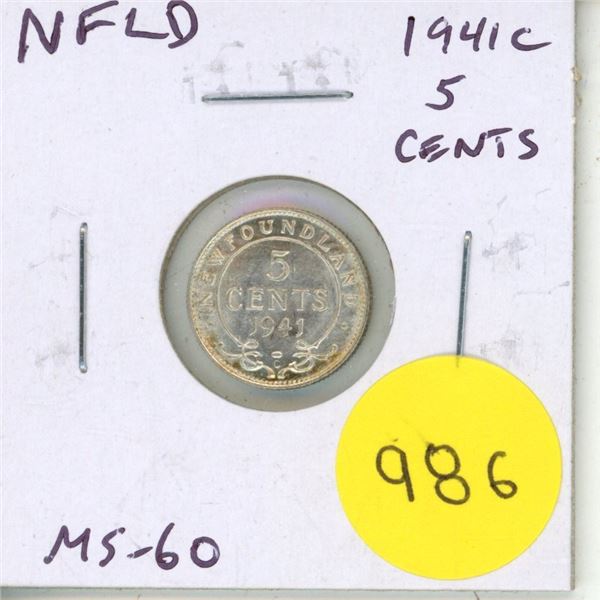 NFLD
1941C
5
CENTS
NEWFOUNDLAND
5
CENTS
1941
C
986
MS-60